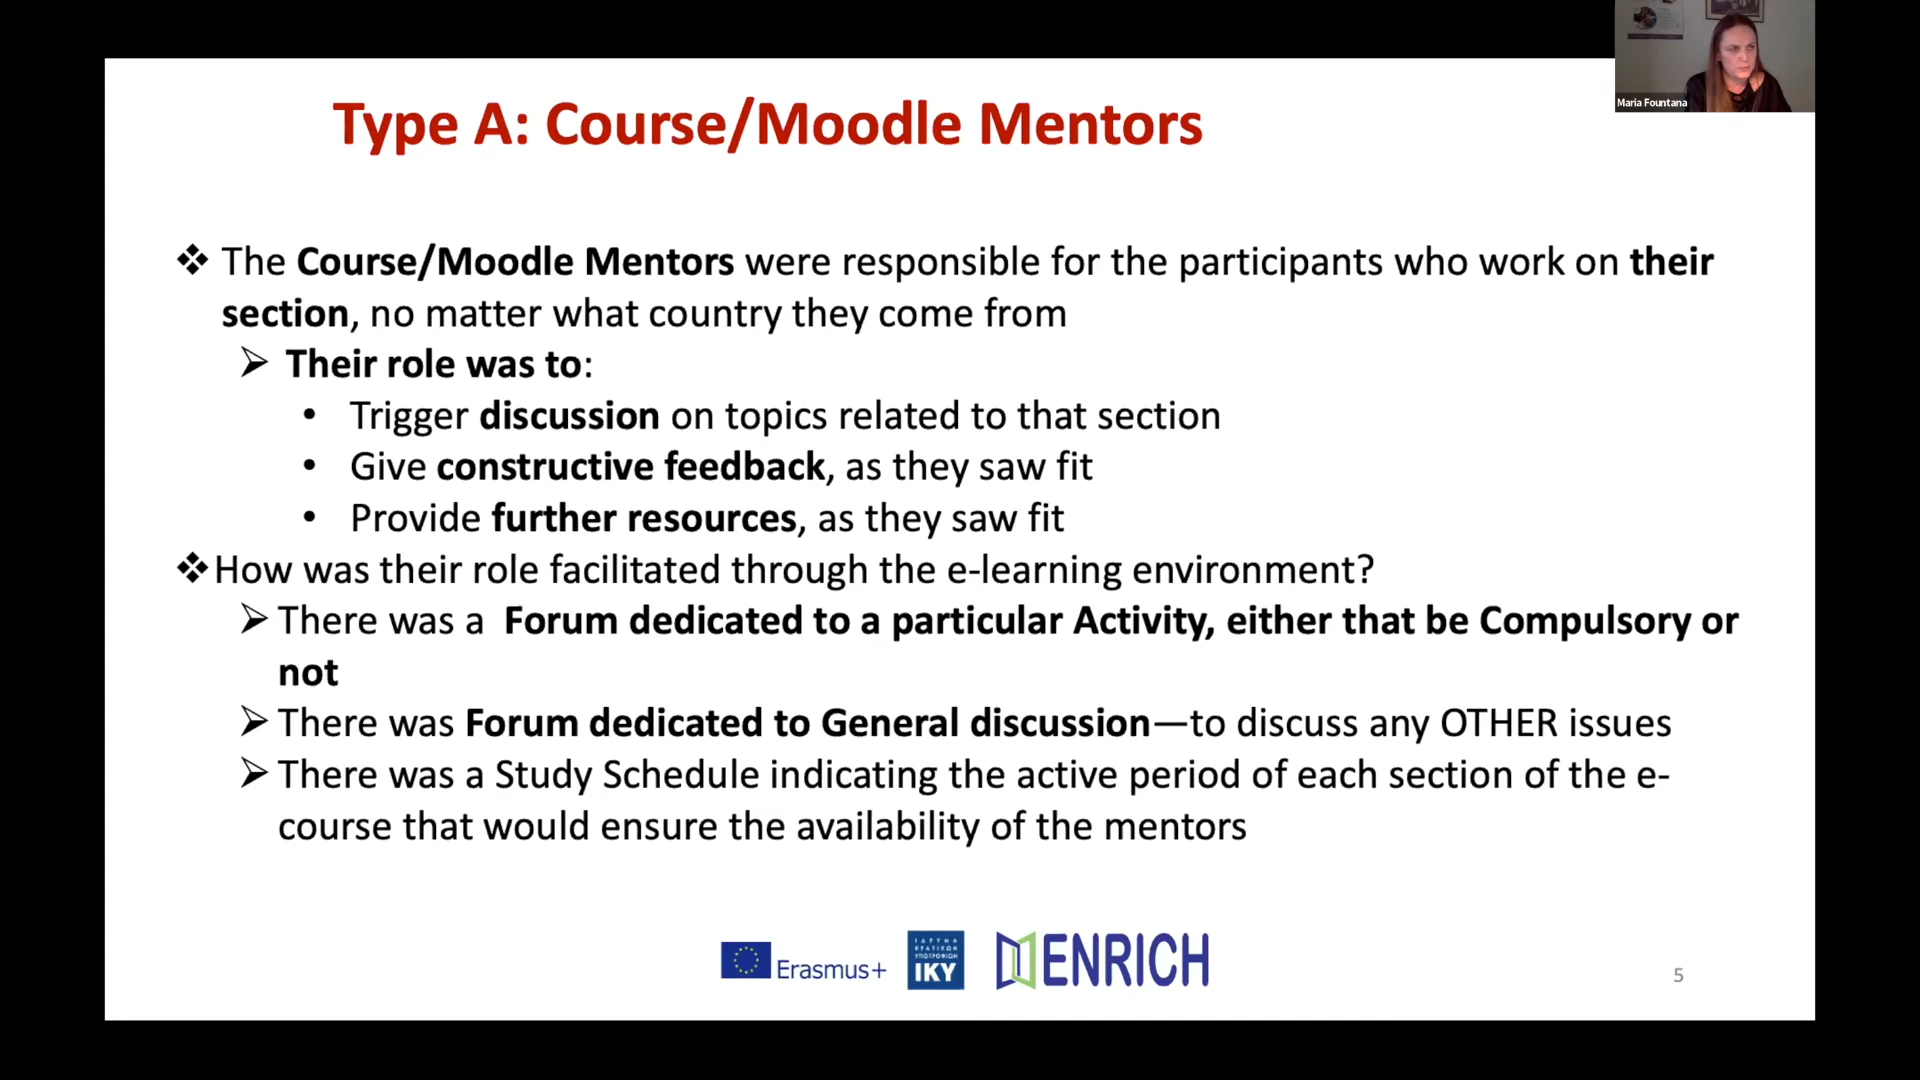 Maria Fountana
Type A: Course/Moodle Mentors
❖ The Course/Moodle Mentors were responsible for the participants who work on their
section, no matter what country they come from
➢ Their role was to:
• Trigger discussion on topics related to that section
• Give constructive feedback, as they saw fit
• Provide further resources, as they saw fit
❖ How was their role facilitated through the e-learning environment?
➢ There was a Forum dedicated to a particular Activity, either that be Compulsory or
not
➢ There was Forum dedicated to General discussion—to discuss any OTHER issues
➢ There was a Study Schedule indicating the active period of each section of the e-
course that would ensure the availability of the mentors
Erasmus+
ΙΔΡΥΜΑ
ΚΡΑΤΙΚΩΝ
ΥΠΟΤΡΟΦΙΩΝ
IKY
ENRICH
5